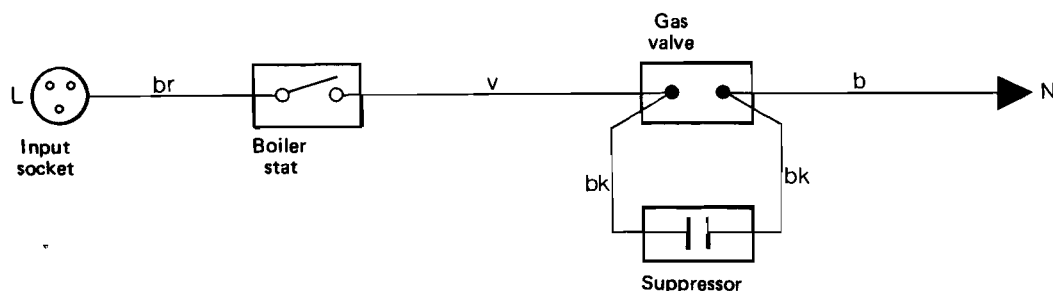 Gas
valve
L
br
v
b
N
Input
socket
Boiler
stat
bk
bk
Suppressor